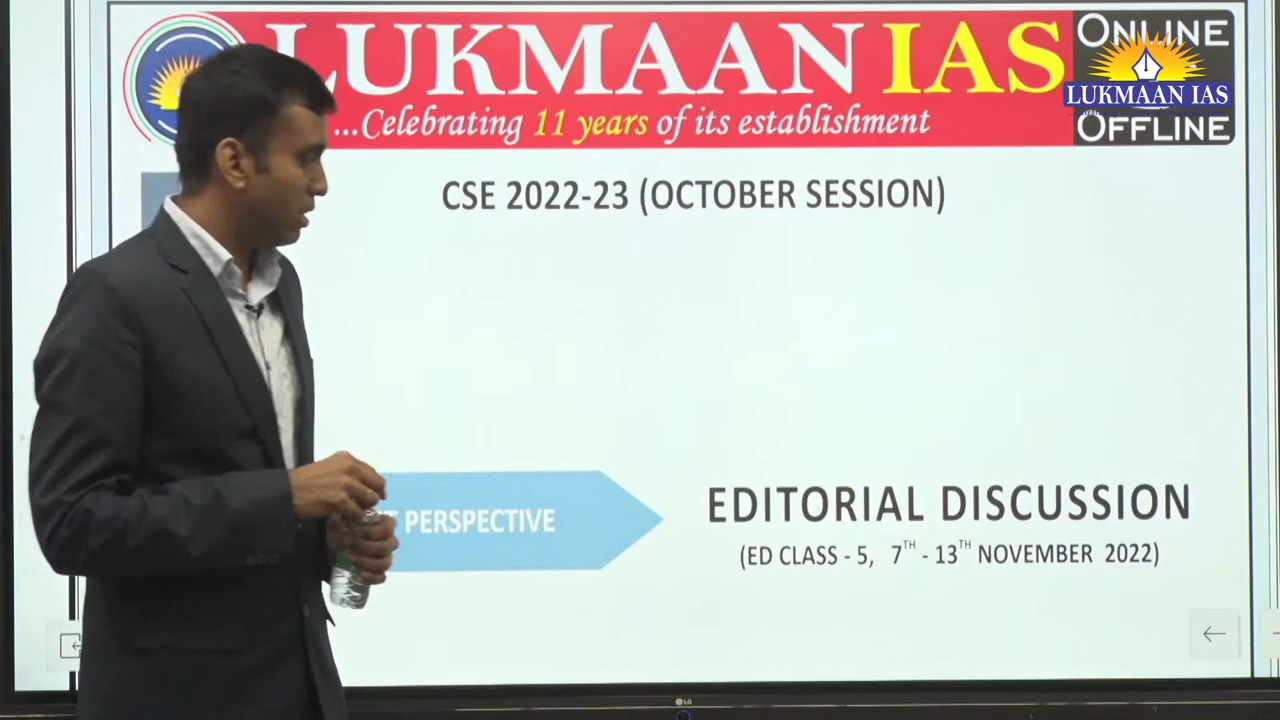 LUKMAAN IAS
...Celebrating 11 years of its establishment
ONLINE
OFFLINE
LUKMAAN IAS
CSE 2022-23 (OCTOBER SESSION)
PERSPECTIVE
EDITORIAL DISCUSSION
(ED CLASS - 5, 7TH - 13TH NOVEMBER 2022)
LG